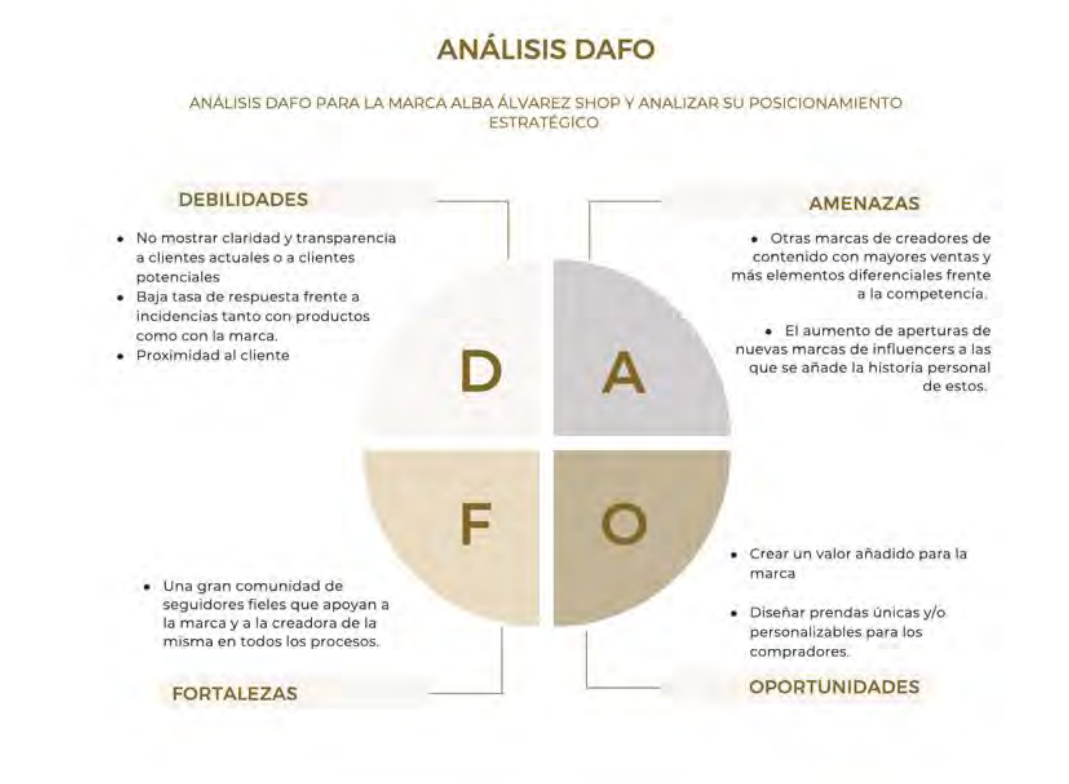 ANÁLISIS DAFO
ANÁLISIS DAFO PARA LA MARCA ALBA ÁLVAREZ SHOP Y ANALIZAR SU POSICIONAMIENTO
ESTRATÉGICO
DEBILIDADES
• No mostrar claridad y transparencia
a clientes actuales o a clientes
potenciales
• Baja tasa de respuesta frente a
incidencias tanto con productos
como con la marca.
• Proximidad al cliente
AMENAZAS
• Otras marcas de creadores de
contenido con mayores ventas y
más elementos diferenciales frente
a la competencia.
• El aumento de aperturas de
nuevas marcas de influencers a las
que se añade la historia personal
de estos.
D
A
F
O
• Una gran comunidad de
seguidores fieles que apoyan a
la marca y a la creadora de la
misma en todos los procesos.
FORTALEZAS
• Crear un valor añadido para la
marca
• Diseñar prendas únicas y/o
personalizables para los
compradores.
OPORTUNIDADES